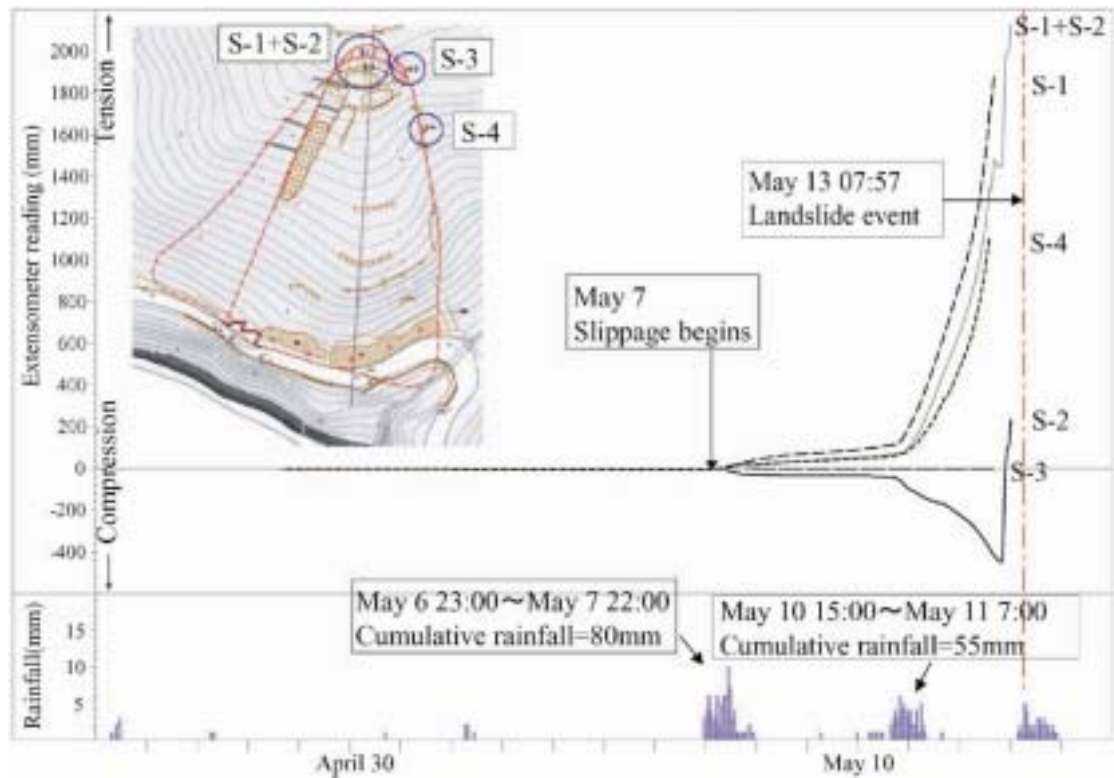 Extensometer reading (mm)
Tension
Compression
2000
1800
1600
1400
1200
1000
800
600
400
200
0
-200
-400
S-1+S-2
S-3
S-4
S-1+S-2
S-1
S-4
S-2
S-3
May 13 07:57
Landslide event
May 7
Slippage begins
Rainfall(mm)
15
10
5
May 6 23:00～May 7 22:00
Cumulative rainfall=80mm
May 10 15:00～May 11 7:00
Cumulative rainfall=55mm
April 30
May 10